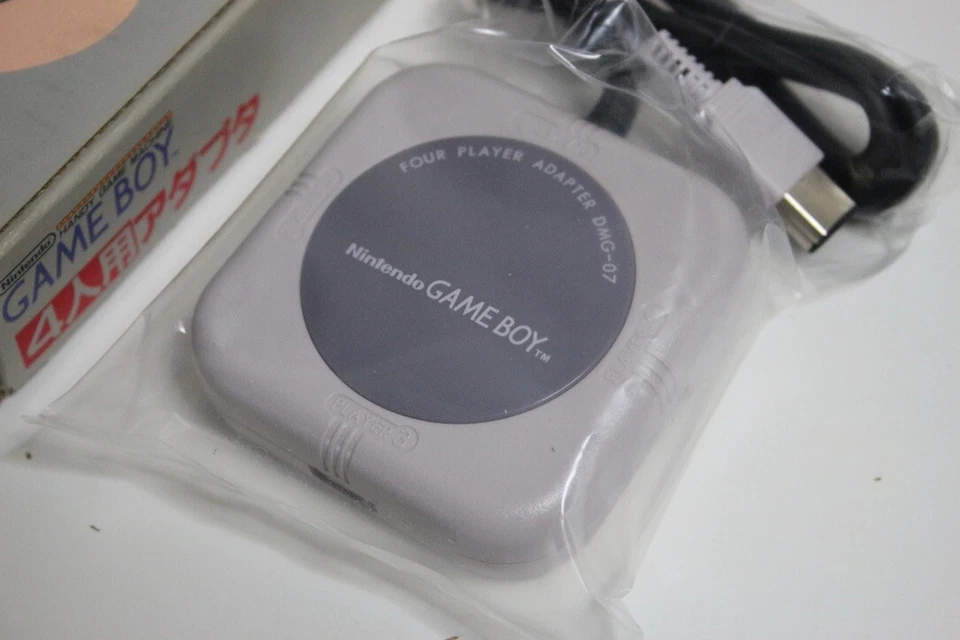 Nintendo HANDY GAME MACHINE
GAME BOY™
4人用アダプタ
FOUR PLAYER ADAPTER DMG-07
Nintendo GAME BOY™
PLAYER 3